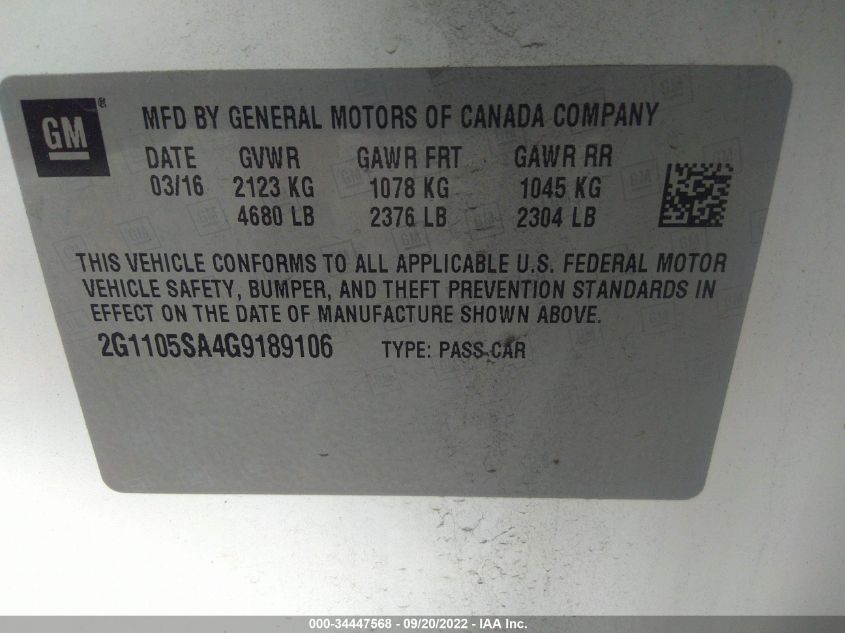 GM®
MFD BY GENERAL MOTORS OF CANADA COMPANY
DATE GVWR GAWR FRT GAWR RR
03/16 2123 KG 1078 KG 1045 KG
4680 LB 2376 LB 2304 LB
THIS VEHICLE CONFORMS TO ALL APPLICABLE U.S. FEDERAL MOTOR
VEHICLE SAFETY, BUMPER, AND THEFT PREVENTION STANDARDS IN
EFFECT ON THE DATE OF MANUFACTURE SHOWN ABOVE.
2G1105SA4G9189106 TYPE: PASS CAR
000-34447568 - 09/20/2022 - IAA Inc.